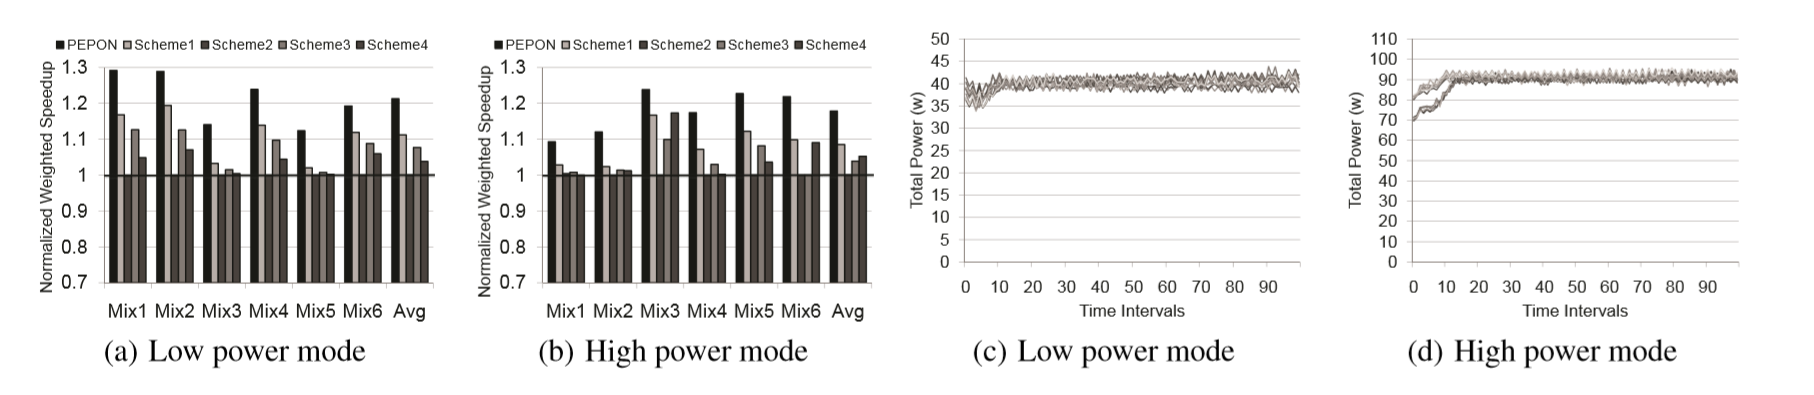 PEPON Scheme1 Scheme2 Scheme3 Scheme4
Normalized Weighted Speedup
1.3
1.2
1.1
1
0.9
0.8
0.7
Mix1 Mix2 Mix3 Mix4 Mix5 Mix6 Avg
(a) Low power mode
PEPON Scheme1 Scheme2 Scheme3 Scheme4
Normalized Weighted Speedup
1.3
1.2
1.1
1
0.9
0.8
0.7
Mix1 Mix2 Mix3 Mix4 Mix5 Mix6 Avg
(b) High power mode
Total Power (w)
50
45
40
35
30
25
20
15
10
5
0
0 10 20 30 40 50 60 70 80 90
Time Intervals
(c) Low power mode
Total Power (w)
110
100
90
80
70
60
50
40
30
20
10
0
0 10 20 30 40 50 60 70 80 90
Time Intervals
(d) High power mode